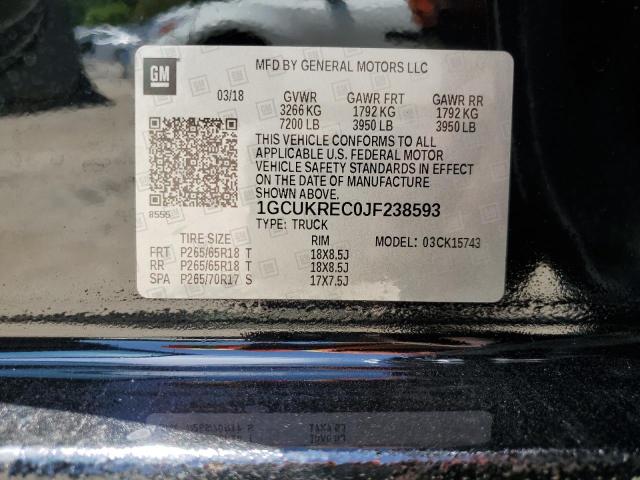 GM
MFD BY GENERAL MOTORS LLC
03/18 GVWR GAWR FRT GAWR RR
3266 KG 1792 KG 1792 KG
7200 LB 3950 LB 3950 LB
THIS VEHICLE CONFORMS TO ALL
APPLICABLE U.S. FEDERAL MOTOR
VEHICLE SAFETY STANDARDS IN EFFECT
ON THE DATE OF MANUFACTURE
SHOWN ABOVE.
8555
1GCUKREC0JF238593
TYPE: TRUCK
TIRE SIZE RIM MODEL: 03CK15743
FRT P265/65R18 T 18X8.5J
RR P265/65R18 T 18X8.5J
SPA P265/70R17 S 17X7.5J